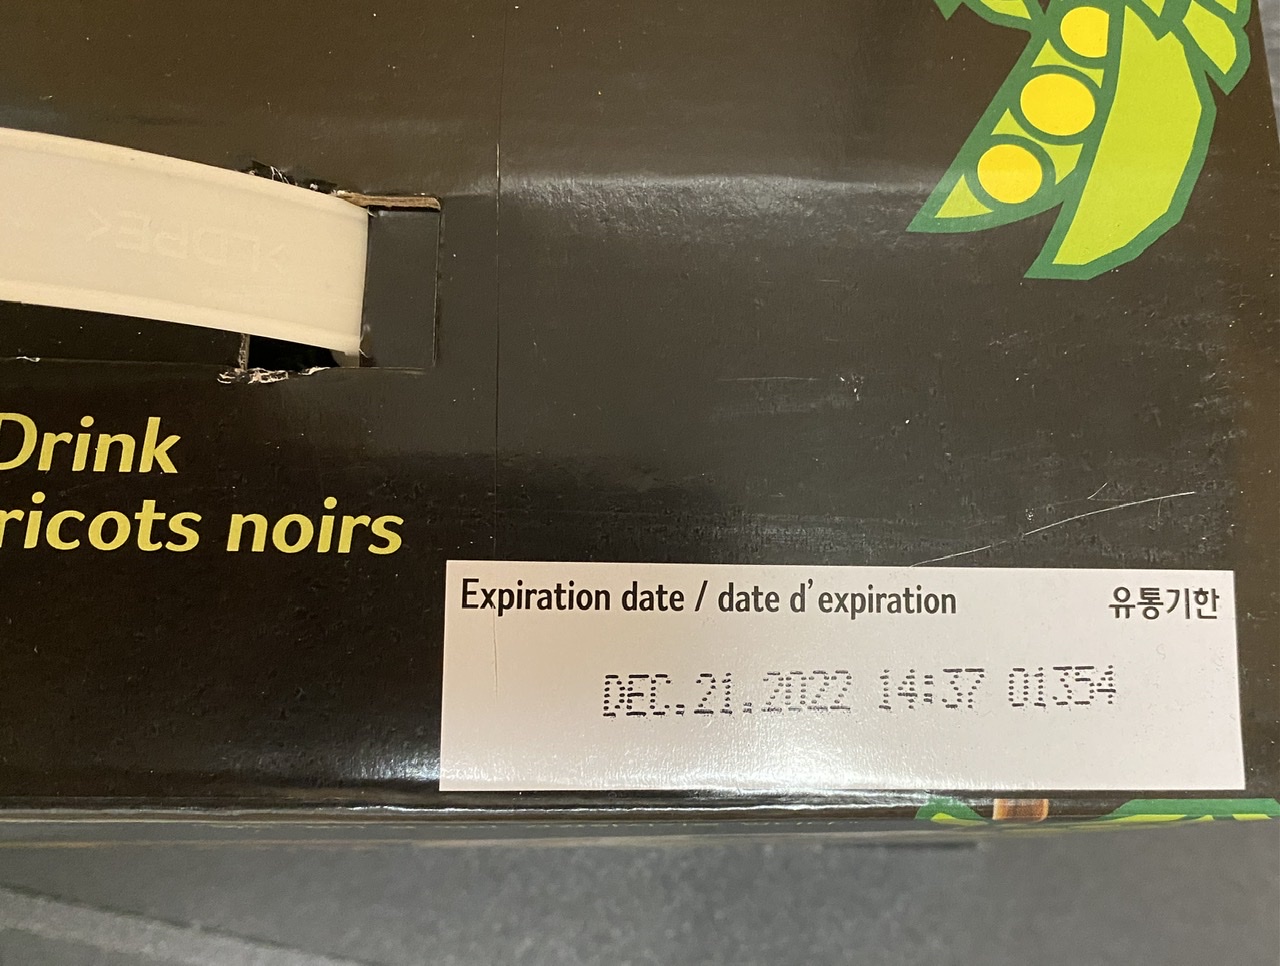 Drink
ricots noirs
Expiration date / date d'expiration
유통기한
DEC.21.2022 14:37 01354